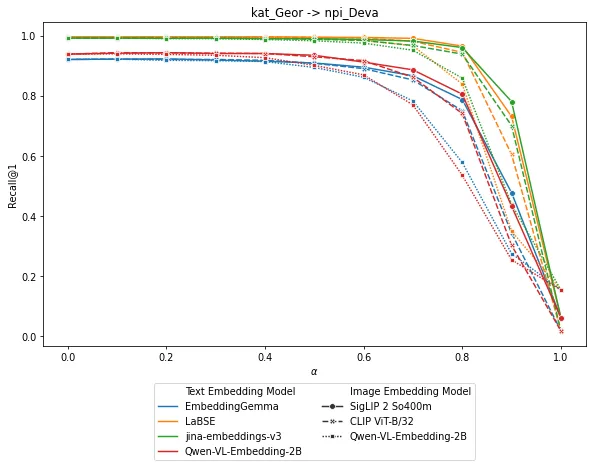 kat_Geor -> npi_Deva
Recall@1
1.0
0.8
0.6
0.4
0.2
0.0
0.0 0.2 0.4 0.6 0.8 1.0
α
Text Embedding Model
EmbeddingGemma
LaBSE
jina-embeddings-v3
Qwen-VL-Embedding-2B
Image Embedding Model
SigLIP 2 So400m
CLIP ViT-B/32
Qwen-VL-Embedding-2B